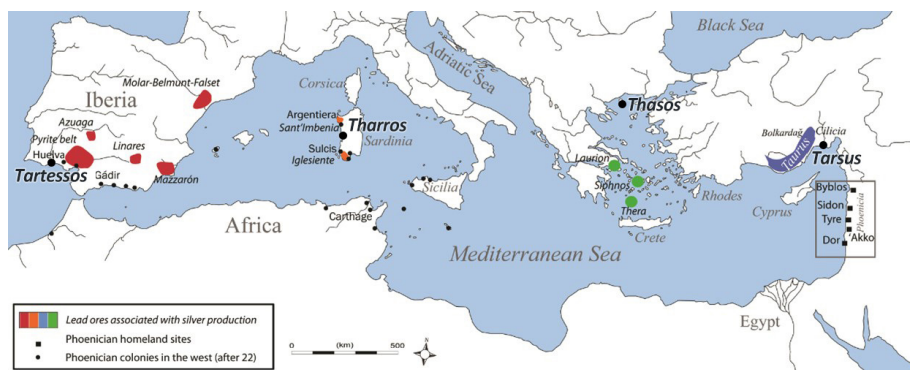 Black Sea
Adriatic Sea
Corsica
Molar-Belmunt-Falset
Iberia
Azuaga
Pyrite belt
Linares
Huelva
Tartessos
Gádir
Mazzarón
Argentiera
Sant'Imbenia
Tharros
Sardinia
Sulcis
Iglesiente
Sicilia
Carthage
Africa
Thasos
Laurion
Siphnos
Thera
Rhodes
Crete
Mediterranean Sea
Bolkardağ
Cilicia
Taurus
Tarsus
Cyprus
Byblos
Sidon
Tyre
'Akko
Dor
Phoenicia
Egypt
Lead ores associated with silver production
Phoenician homeland sites
Phoenician colonies in the west (after 22)
0 (km) 500
N